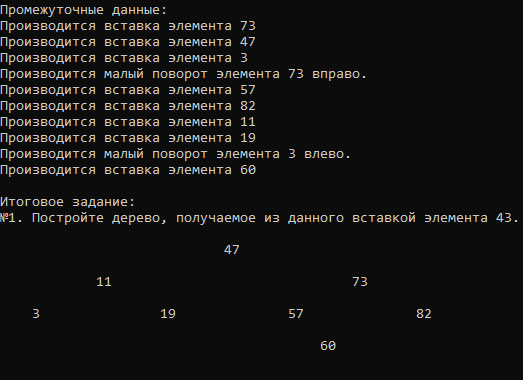 Промежуточные данные:
Производится вставка элемента 73
Производится вставка элемента 47
Производится вставка элемента 3
Производится малый поворот элемента 73 вправо.
Производится вставка элемента 57
Производится вставка элемента 82
Производится вставка элемента 11
Производится вставка элемента 19
Производится малый поворот элемента 3 влево.
Производится вставка элемента 60
Итоговое задание:
№1. Постройте дерево, получаемое из данного вставкой элемента 43.
47
11 73
3 19 57 82
60